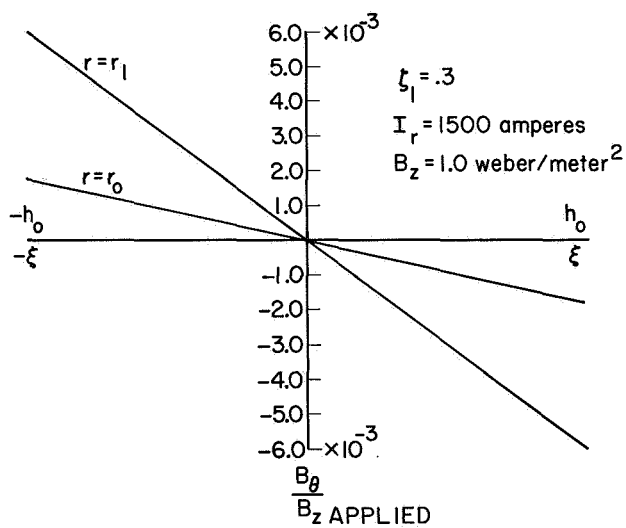 6.0 ×10⁻³
5.0
4.0
3.0
2.0
1.0
r=r₁
r=r₀
ζ₁ = .3
I_r = 1500 amperes
B_z = 1.0 weber/meter²
-h₀
-ξ
h₀
ξ
-1.0
-2.0
-3.0
-4.0
-5.0
-6.0 ×10⁻³
B_θ
B_z APPLIED